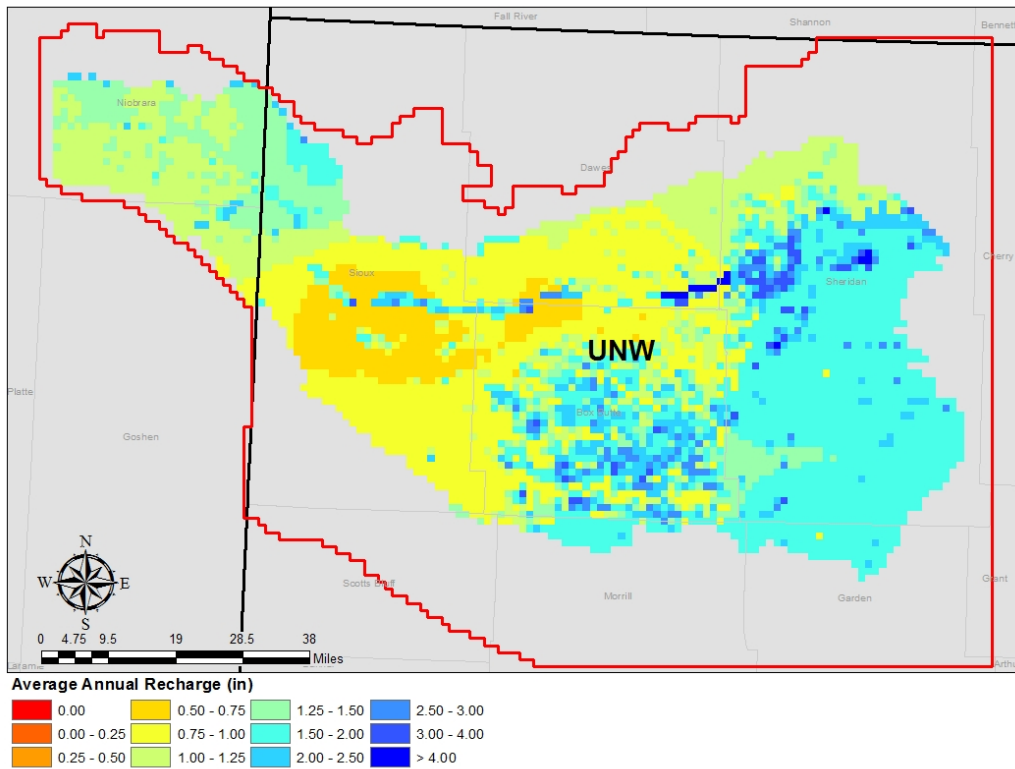 Fall River
Shannon
Bennett
Niobrara
Dawes
Cherry
Sioux
Sheridan
UNW
Platte
Box Butte
Goshen
N
W E
S
Scotts Bluff
Morrill
Garden
Grant
0 4.75 9.5 19 28.5 38
Miles
Laramie
Arthu
Average Annual Recharge (in)
0.00 0.50 - 0.75 1.25 - 1.50 2.50 - 3.00
0.00 - 0.25 0.75 - 1.00 1.50 - 2.00 3.00 - 4.00
0.25 - 0.50 1.00 - 1.25 2.00 - 2.50 > 4.00